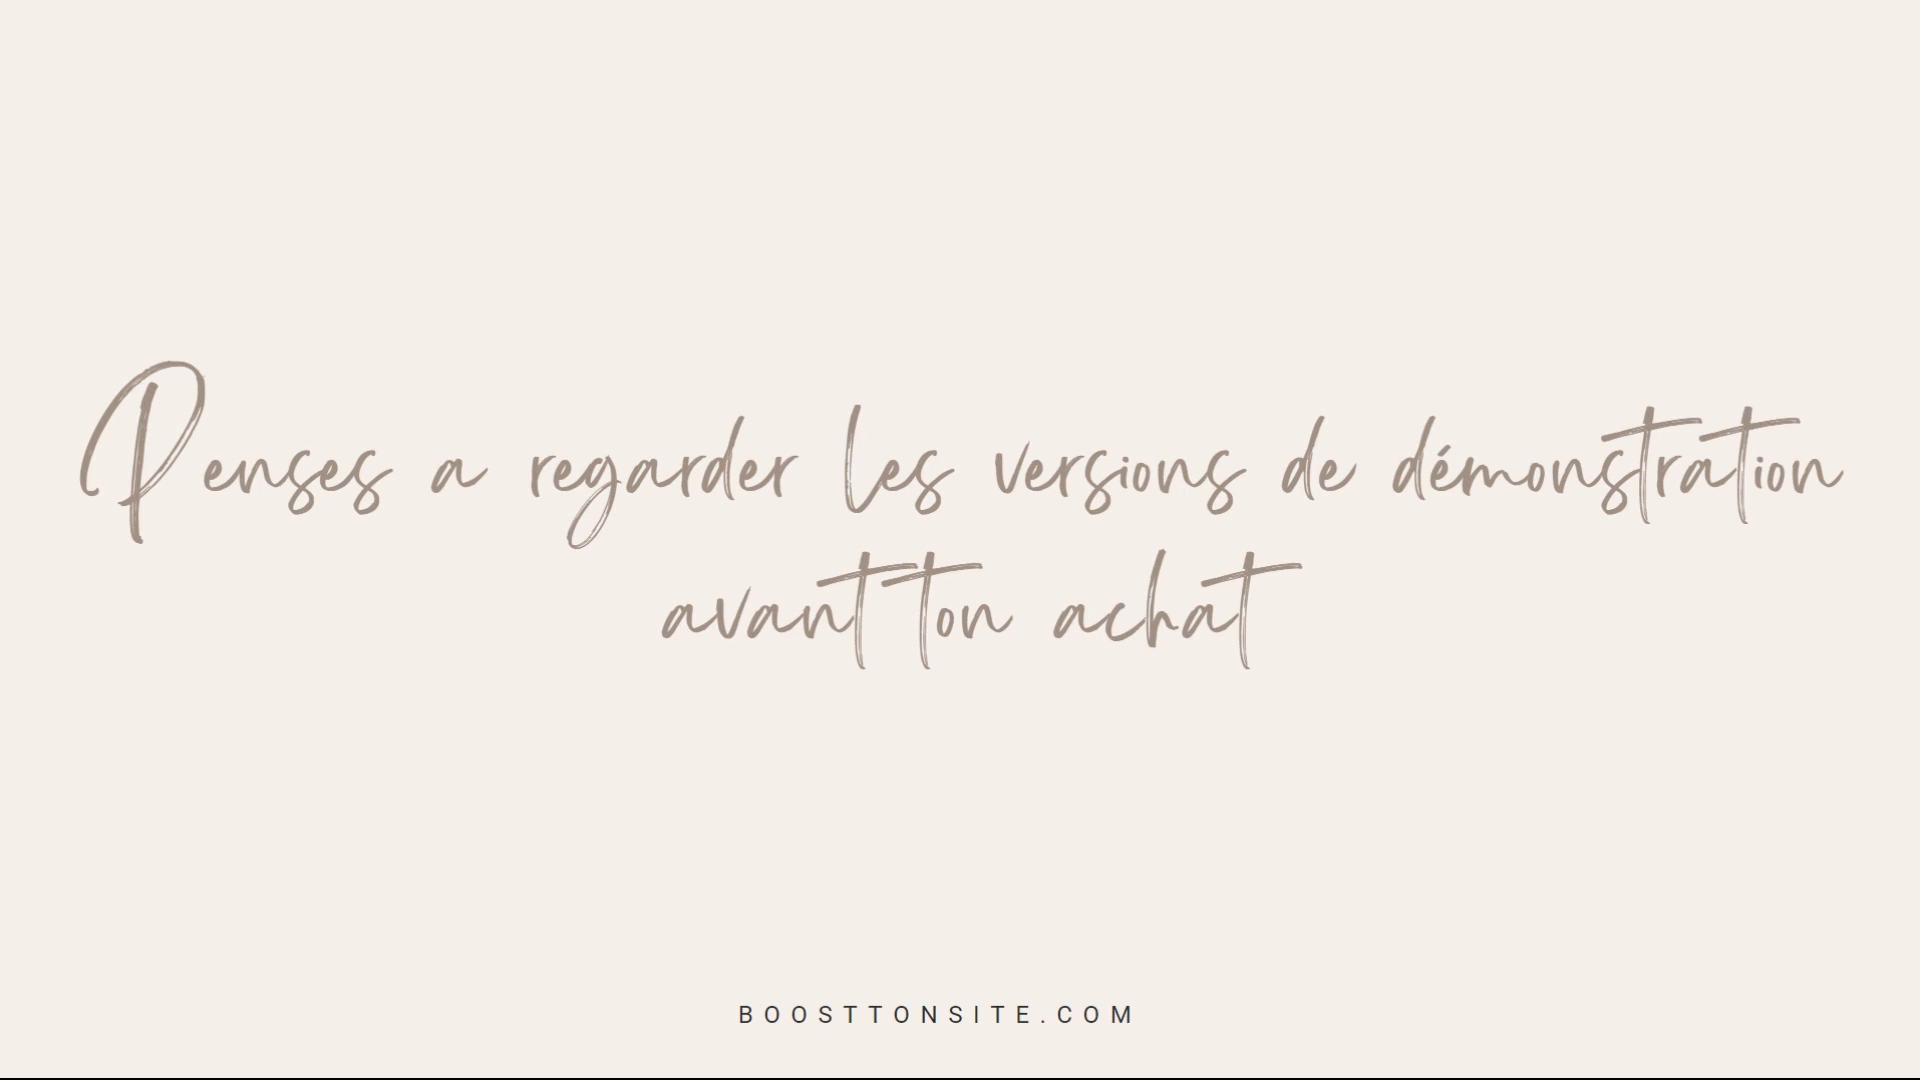 Penses a regarder les versions de démonstration
avant ton achat
BOOSTTONSITE.COM